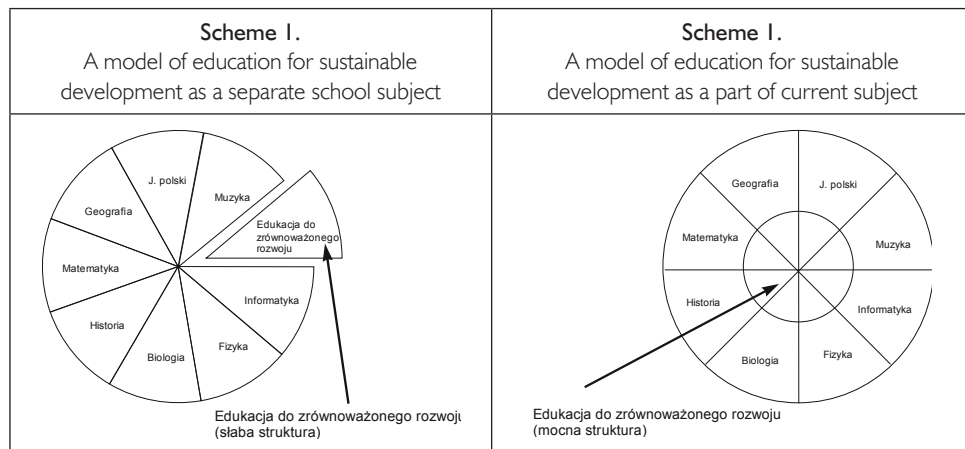 Scheme 1.
A model of education for sustainable
development as a separate school subject
Scheme 1.
A model of education for sustainable
development as a part of current subject
J. polski
Muzyka
Geografia
Edukacja do
zrównoważonego
rozwoju
Matematyka
Informatyka
Historia
Fizyka
Biologia
Edukacja do zrównoważonego rozwoju
(słaba struktura)
Geografia
J. polski
Matematyka
Muzyka
Historia
Informatyka
Biologia
Fizyka
Edukacja do zrównoważonego rozwoju
(mocna struktura)